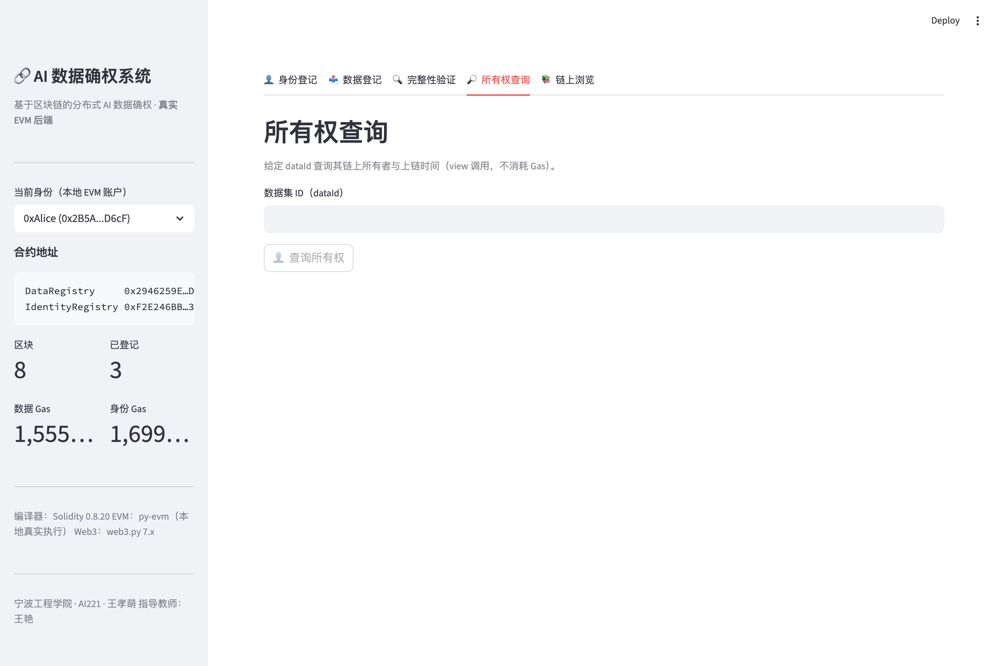 Deploy
🔗 AI 数据确权系统
基于区块链的分布式 AI 数据确权 · 真实
EVM 后端
当前身份（本地 EVM 账户）
0xAlice (0x2B5A...D6cF)
合约地址
DataRegistry 0x2946259E…D
IdentityRegistry 0xF2E246BB…3
区块
已登记
8
3
数据 Gas
身份 Gas
1,555…
1,699…
编译器：Solidity 0.8.20 EVM：py-evm（本
地真实执行） Web3：web3.py 7.x
宁波工程学院 · AI221 · 王孝萌 指导教师：
王艳
👤 身份登记 📤 数据登记 🔍 完整性验证 🔎 所有权查询 📚 链上浏览
所有权查询
给定 dataId 查询其链上所有者与上链时间（view 调用，不消耗 Gas）。
数据集 ID（dataId）
👤 查询所有权